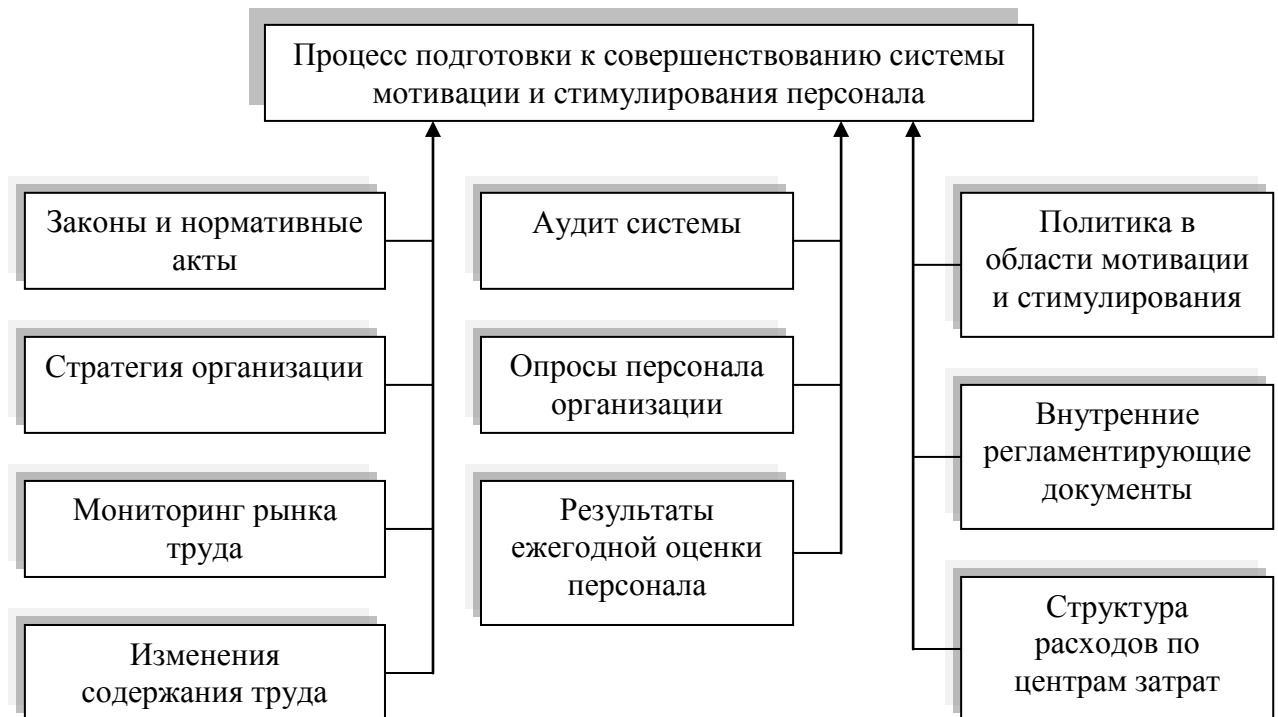 Процесс подготовки к совершенствованию системы
мотивации и стимулирования персонала
Законы и нормативные
акты
Стратегия организации
Мониторинг рынка
труда
Изменения
содержания труда
Аудит системы
Опросы персонала
организации
Результаты
ежегодной оценки
персонала
Политика в
области мотивации
и стимулирования
Внутренние
регламентирующие
документы
Структура
расходов по
центрам затрат